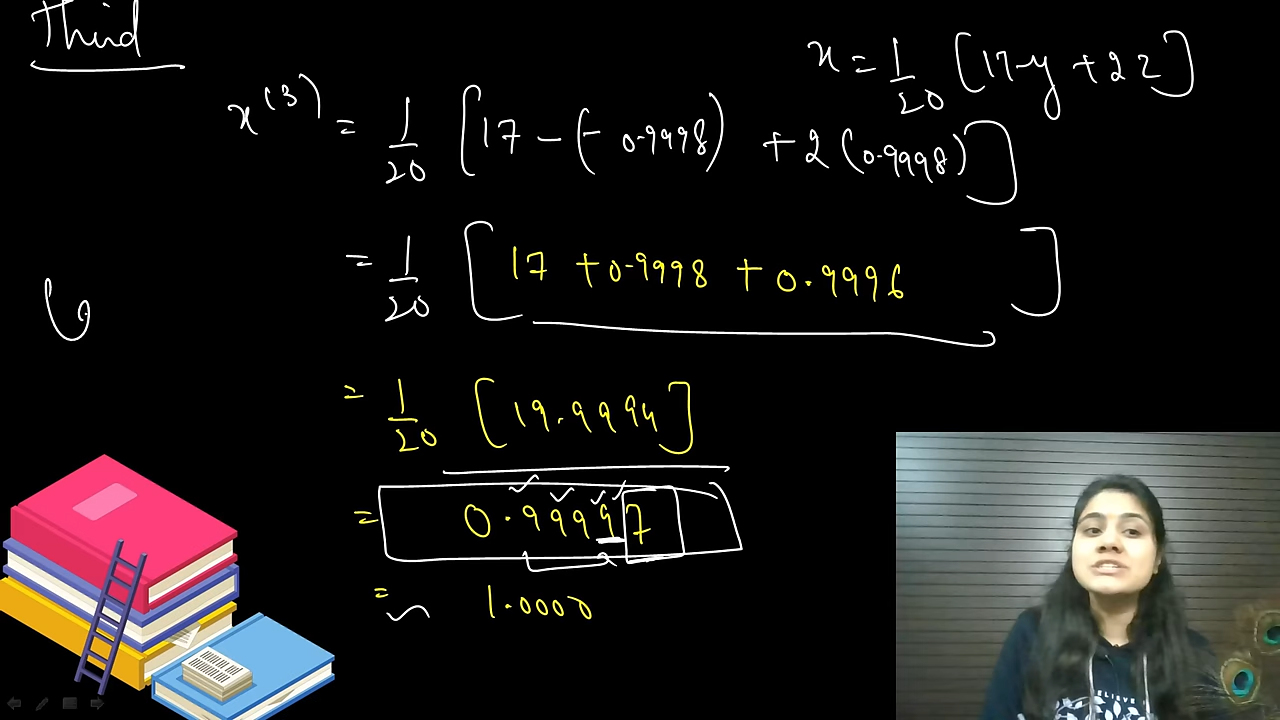 Third
x = 1/20 [17-y + 2z]
x^(3) = 1/20 [17 - (-0.9998) + 2(0.9998)]
= 1/20 [17 + 0.9998 + 0.9996]
= 1/20 [19.9994]
= 0.99997
≈ 1.0000
BELIEVE